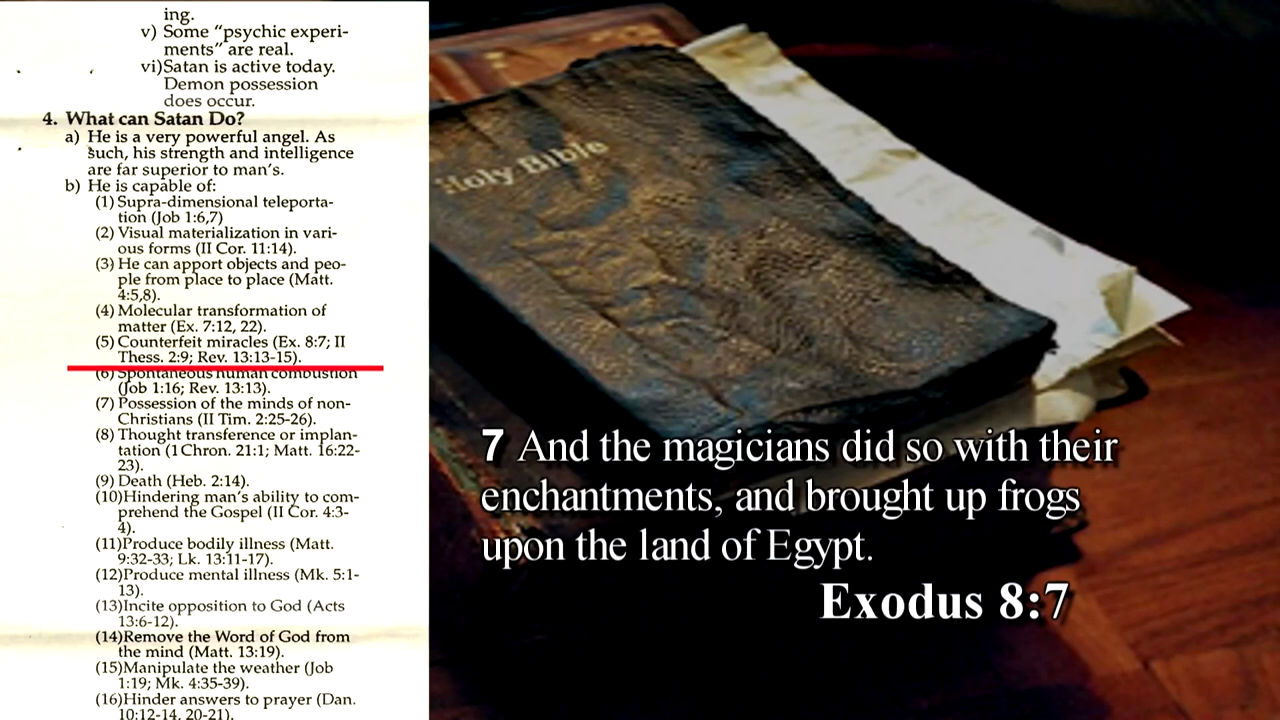 ing.
v) Some “psychic experi-
ments” are real.
vi)Satan is active today.
Demon possession
does occur.
4. What can Satan Do?
a) He is a very powerful angel. As
such, his strength and intelligence
are far superior to man's.
b) He is capable of:
(1) Supra-dimensional teleporta-
tion (Job 1:6,7)
(2) Visual materialization in vari-
ous forms (II Cor. 11:14).
(3) He can apport objects and peo-
ple from place to place (Matt.
4:5,8).
(4) Molecular transformation of
matter (Ex. 7:12, 22).
(5) Counterfeit miracles (Ex. 8:7; II
Thess. 2:9; Rev. 13:13-15).
(6) Spontaneous human combustion
(Job 1:16; Rev. 13:13).
(7) Possession of the minds of non-
Christians (II Tim. 2:25-26).
(8) Thought transference or implan-
tation (1 Chron. 21:1; Matt. 16:22-
23).
(9) Death (Heb. 2:14).
(10)Hindering man's ability to com-
prehend the Gospel (II Cor. 4:3-
4).
(11)Produce bodily illness (Matt.
9:32-33; Lk. 13:11-17).
(12)Produce mental illness (Mk. 5:1-
13).
(13)Incite opposition to God (Acts
13:6-12).
(14)Remove the Word of God from
the mind (Matt. 13:19).
(15)Manipulate the weather (Job
1:19; Mk. 4:35-39).
(16)Hinder answers to prayer (Dan.
10:12-14, 20-21).
Holy Bible
7 And the magicians did so with their
enchantments, and brought up frogs
upon the land of Egypt.
Exodus 8:7